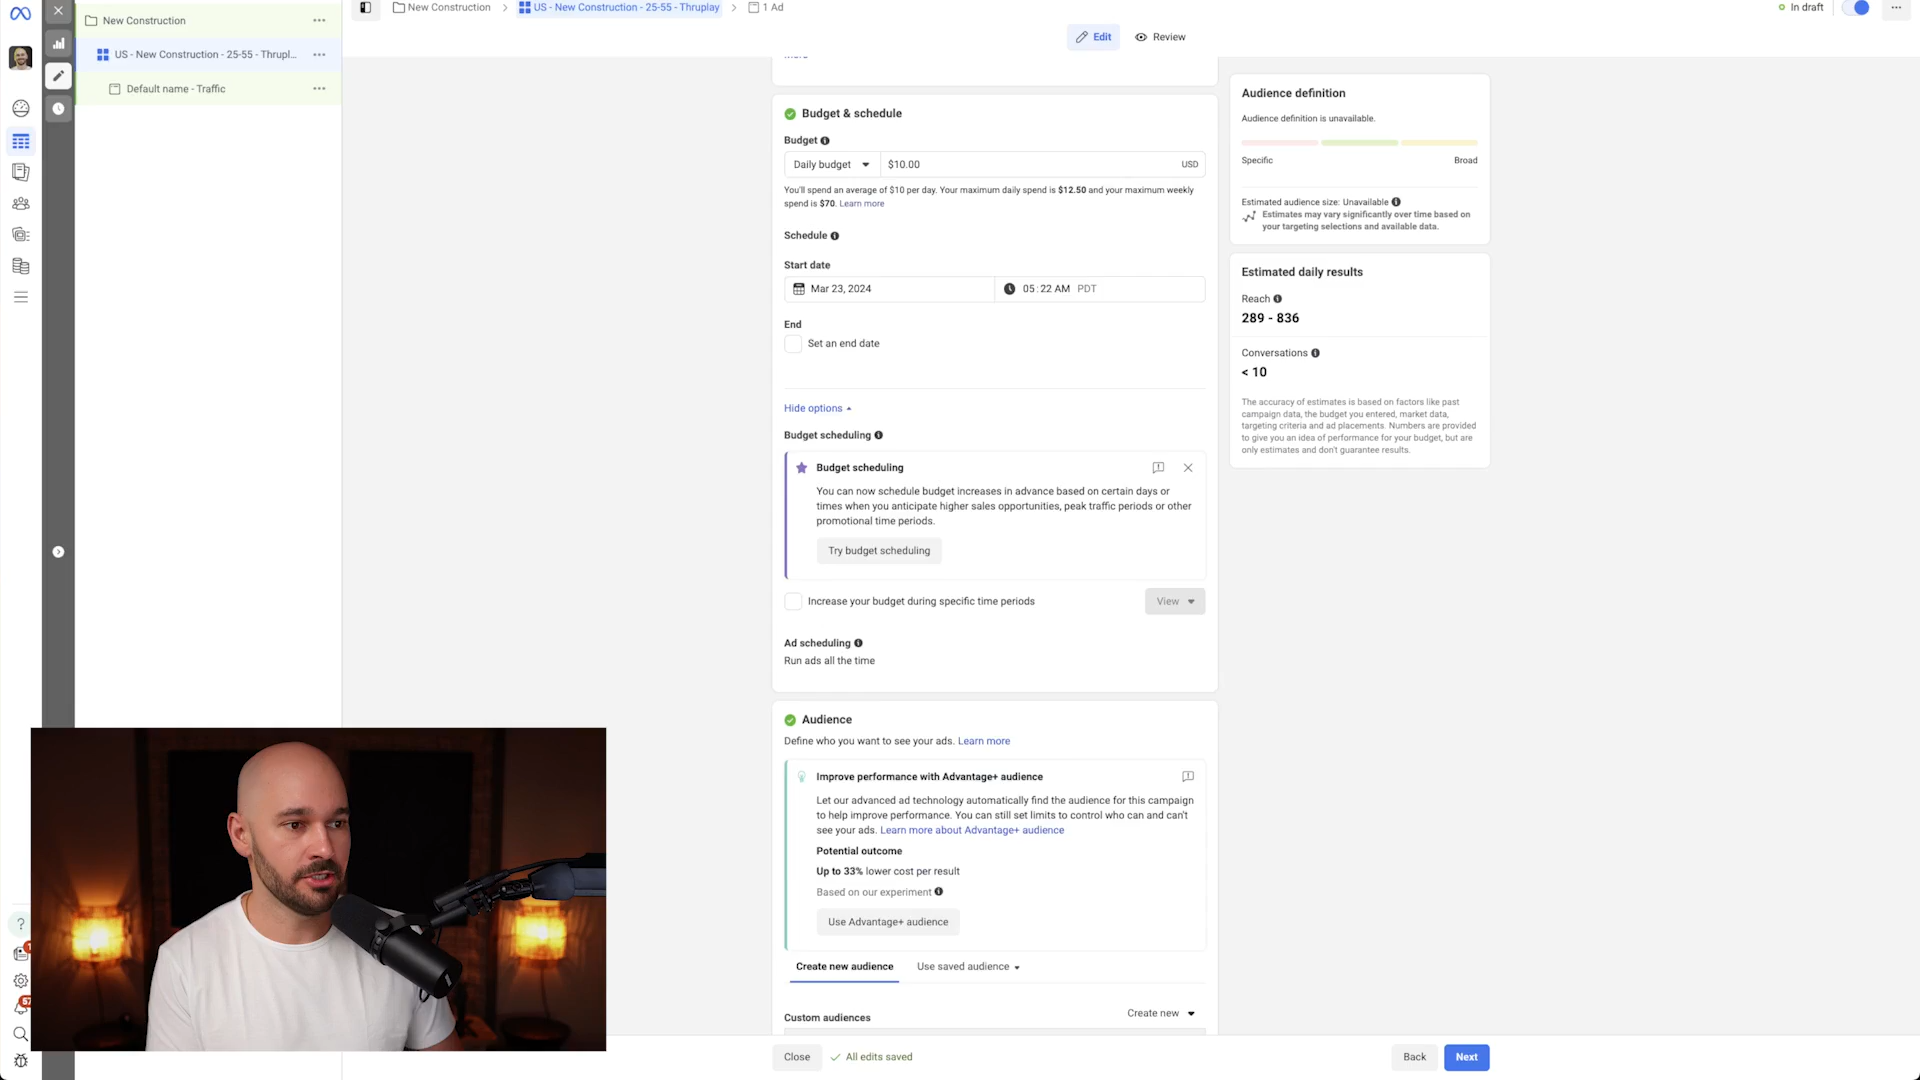 New Construction
US - New Construction - 25-55 - Thrupl...
Default name - Traffic
New Construction
US - New Construction - 25-55 - Thruplay
1 Ad
In draft
Edit
Review
Budget & schedule
Budget
Daily budget
$10.00
USD
You'll spend an average of $10 per day. Your maximum daily spend is $12.50 and your maximum weekly
spend is $70. Learn more
Schedule
Start date
Mar 23, 2024
05:22 AM PDT
End
Set an end date
Hide options
Budget scheduling
Budget scheduling
You can now schedule budget increases in advance based on certain days or
times when you anticipate higher sales opportunities, peak traffic periods or other
promotional time periods.
Try budget scheduling
Increase your budget during specific time periods
View
Ad scheduling
Run ads all the time
Audience
Define who you want to see your ads. Learn more
Improve performance with Advantage+ audience
Let our advanced ad technology automatically find the audience for this campaign
to help improve performance. You can still set limits to control who can and can't
see your ads. Learn more about Advantage+ audience
Potential outcome
Up to 33% lower cost per result
Based on our experiment
Use Advantage+ audience
Create new audience
Use saved audience
Custom audiences
Create new
Close
All edits saved
Back
Next
Audience definition
Audience definition is unavailable.
Specific
Broad
Estimated audience size: Unavailable
Estimates may vary significantly over time based on
your targeting selections and available data.
Estimated daily results
Reach
289 - 836
Conversations
< 10
The accuracy of estimates is based on factors like past
campaign data, the budget you entered, market data,
targeting criteria and ad placements. Numbers are provided
to give you an idea of performance for your budget, but are
only estimates and don't guarantee results.